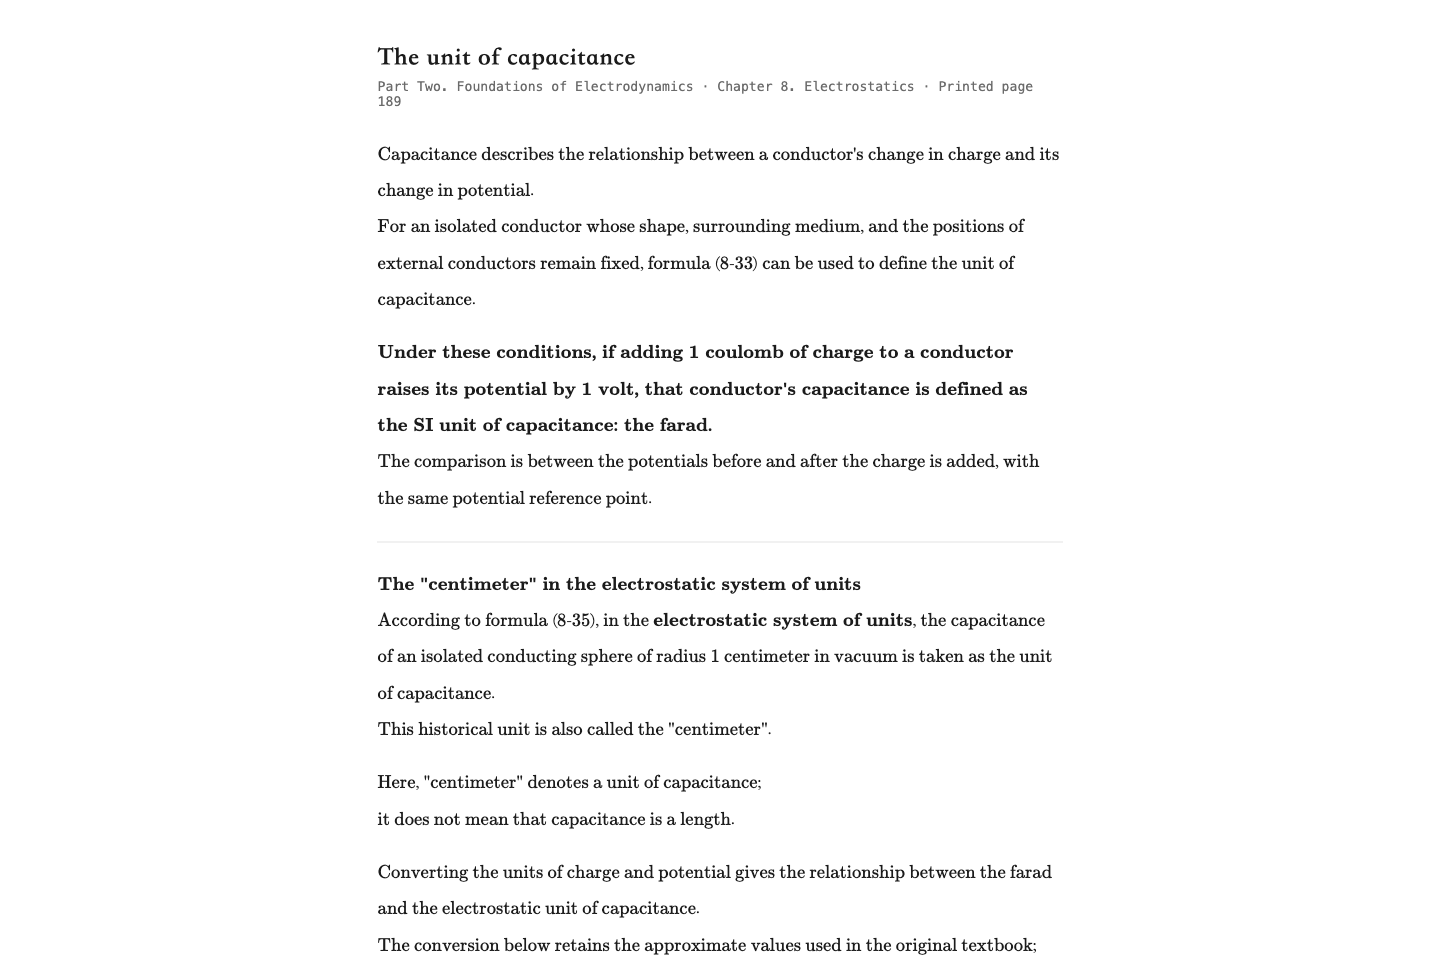 The unit of capacitance
Part Two. Foundations of Electrodynamics · Chapter 8. Electrostatics · Printed page
189
Capacitance describes the relationship between a conductor's change in charge and its
change in potential.
For an isolated conductor whose shape, surrounding medium, and the positions of
external conductors remain fixed, formula (8-33) can be used to define the unit of
capacitance.
Under these conditions, if adding 1 coulomb of charge to a conductor
raises its potential by 1 volt, that conductor's capacitance is defined as
the SI unit of capacitance: the farad.
The comparison is between the potentials before and after the charge is added, with
the same potential reference point.
The "centimeter" in the electrostatic system of units
According to formula (8-35), in the electrostatic system of units, the capacitance
of an isolated conducting sphere of radius 1 centimeter in vacuum is taken as the unit
of capacitance.
This historical unit is also called the "centimeter".
Here, "centimeter" denotes a unit of capacitance;
it does not mean that capacitance is a length.
Converting the units of charge and potential gives the relationship between the farad
and the electrostatic unit of capacitance.
The conversion below retains the approximate values used in the original textbook;